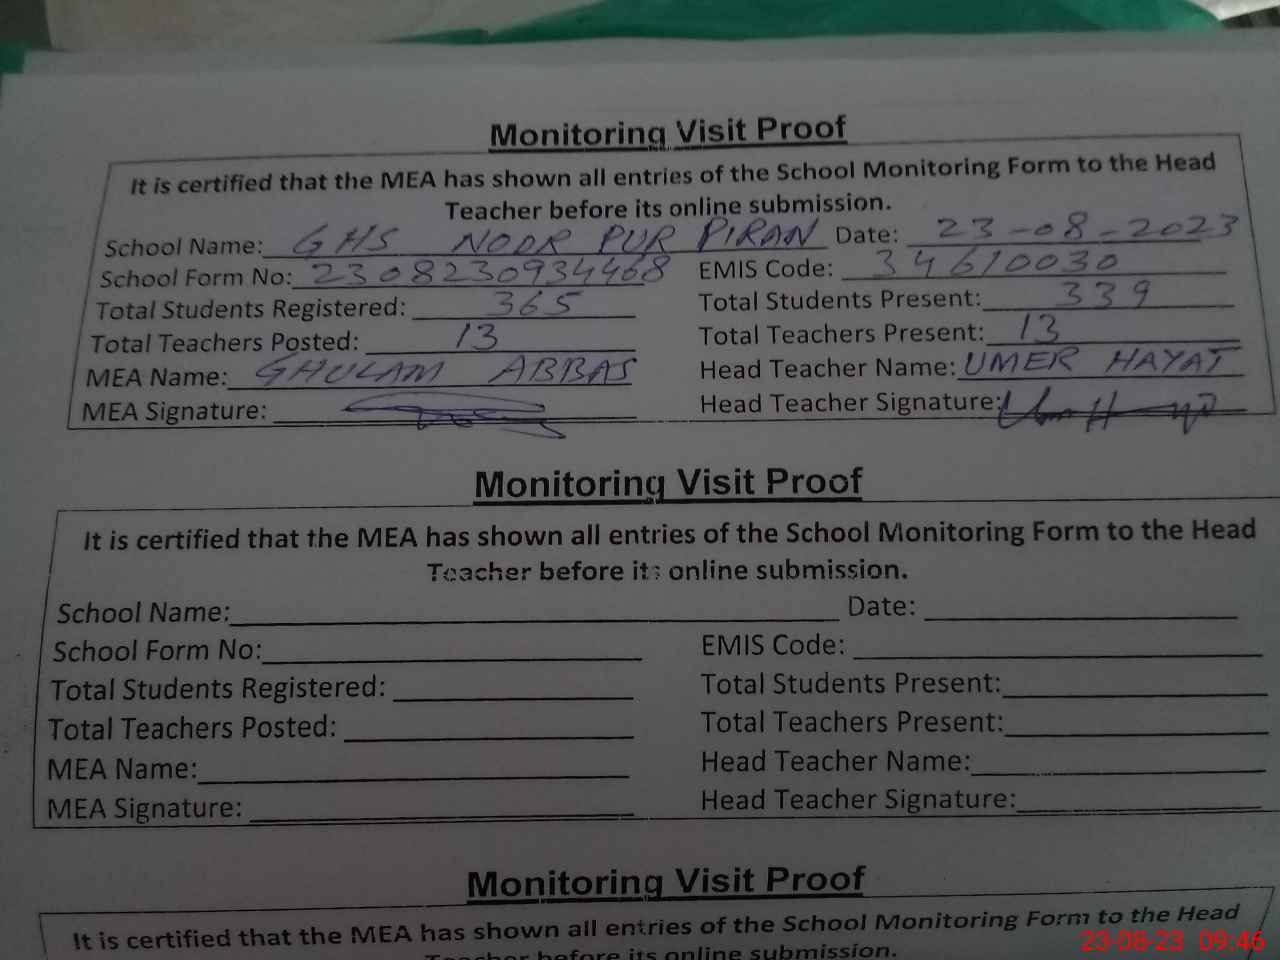 Monitoring Visit Proof
It is certified that the MEA has shown all entries of the School Monitoring Form to the Head
Teacher before its online submission.
School Name: GHS NOOR PUR PIRAN Date: 23-08-2023
School Form No: 2308230934468 EMIS Code: 34610030
Total Students Registered: 365 Total Students Present: 339
Total Teachers Posted: 13 Total Teachers Present: 13
MEA Name: GHULAM ABBAS Head Teacher Name: UMER HAYAT
MEA Signature: Head Teacher Signature:
Monitoring Visit Proof
It is certified that the MEA has shown all entries of the School Monitoring Form to the Head
Teacher before its online submission.
School Name: Date:
School Form No: EMIS Code:
Total Students Registered: Total Students Present:
Total Teachers Posted: Total Teachers Present:
MEA Name: Head Teacher Name:
MEA Signature: Head Teacher Signature:
Monitoring Visit Proof
It is certified that the MEA has shown all entries of the School Monitoring Form to the Head
Teacher before its online submission.
23-08-23 09:46